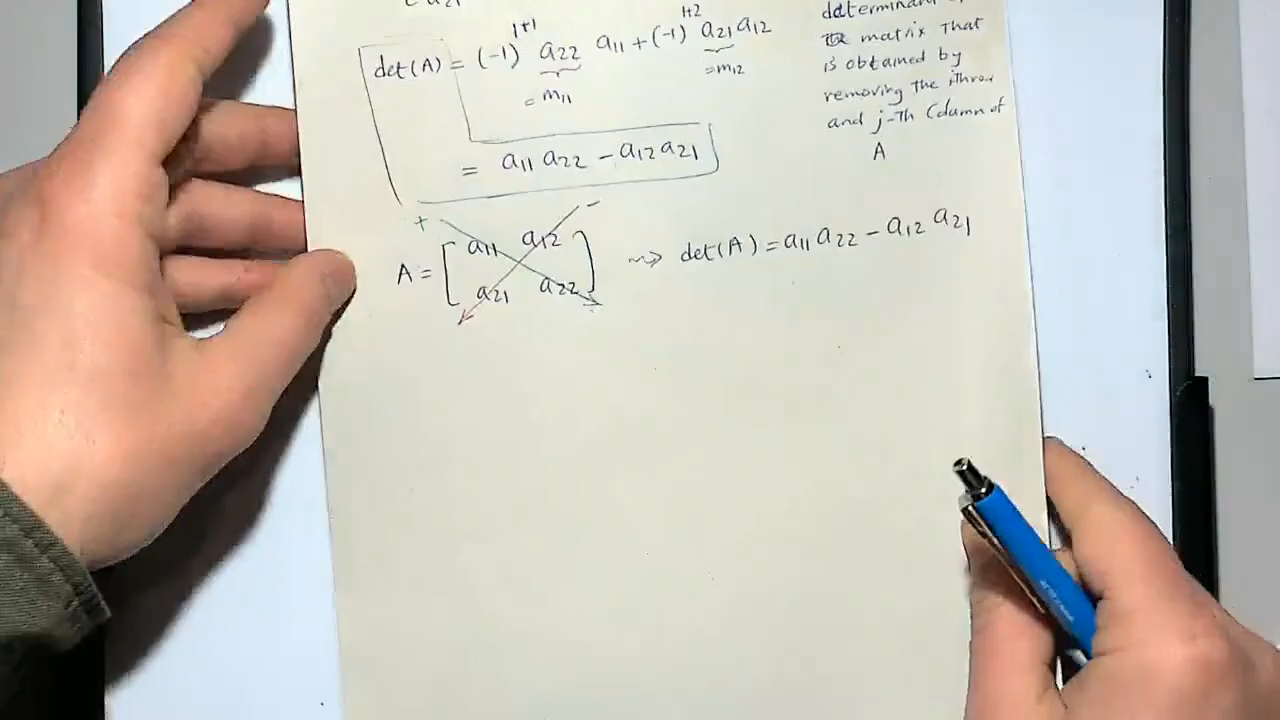 a21
det(A) = (-1)^1+1 a22 a11 + (-1)^1+2 a21 a12
= m11
= m12
= a11 a22 - a12 a21
determinant
matrix that
is obtained by
removing the ith row
and j-th column of
A
+ -
A = [ a11 a12
a21 a22 ]
⇝ det(A) = a11 a22 - a12 a21